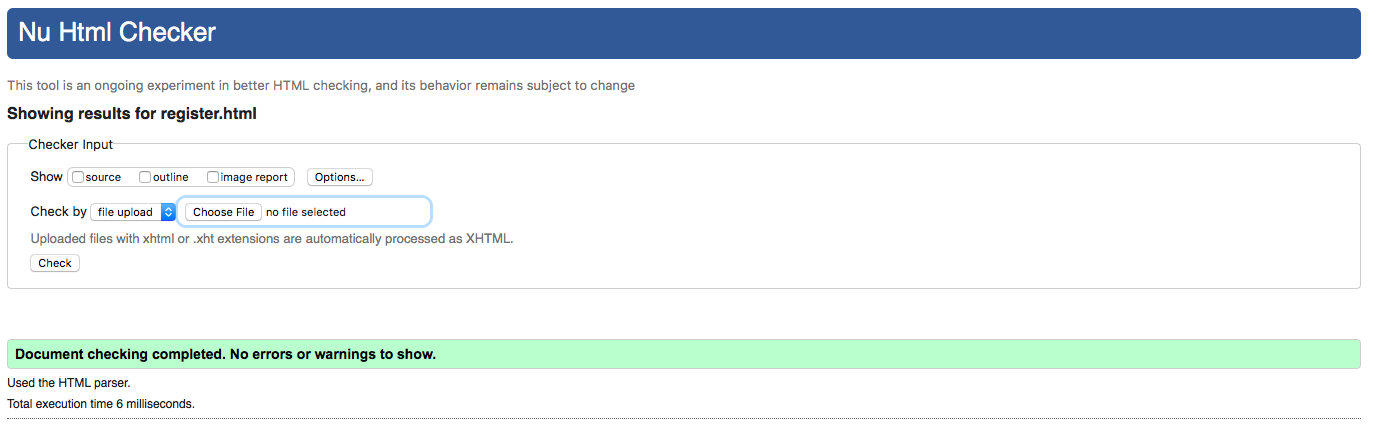 Nu Html Checker
This tool is an ongoing experiment in better HTML checking, and its behavior remains subject to change
Showing results for register.html
Checker Input
Show source outline image report Options...
Check by file upload Choose File no file selected
Uploaded files with xhtml or .xht extensions are automatically processed as XHTML.
Check
Document checking completed. No errors or warnings to show.
Used the HTML parser.
Total execution time 6 milliseconds.